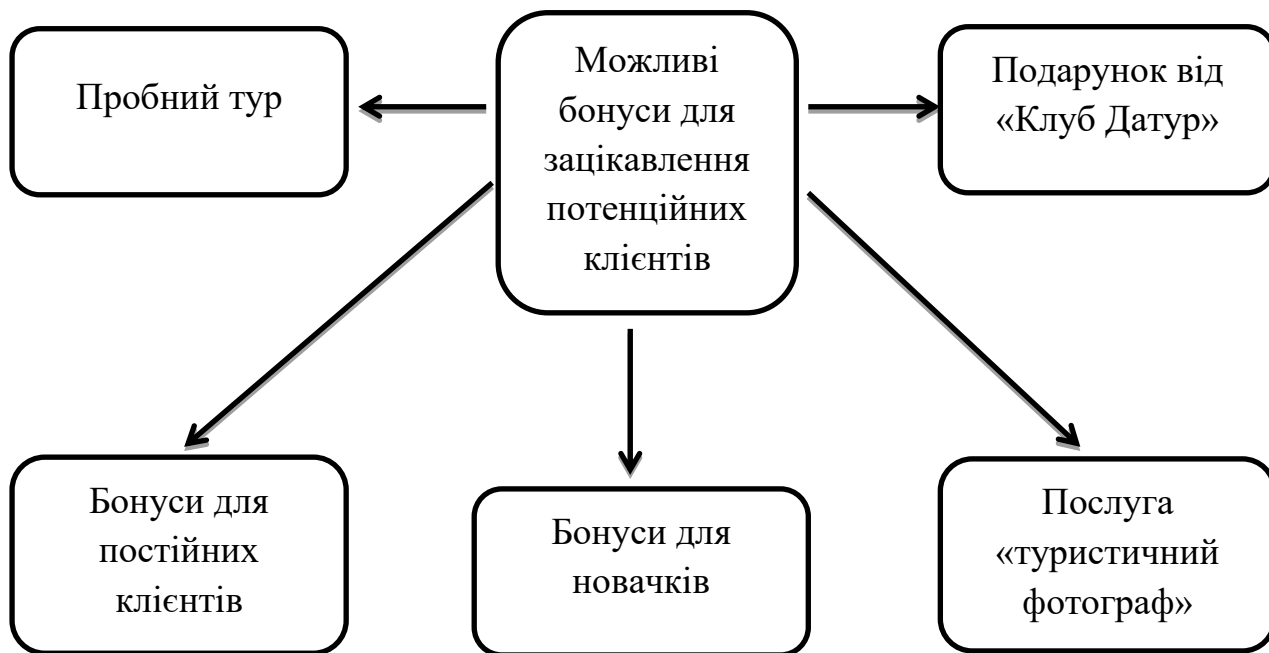 Пробний тур
Можливі
бонуси для
зацікавлення
потенційних
клієнтів
Подарунок від
«Клуб Датур»
Бонуси для
постійних
клієнтів
Бонуси для
новачків
Послуга
«туристичний
фотограф»